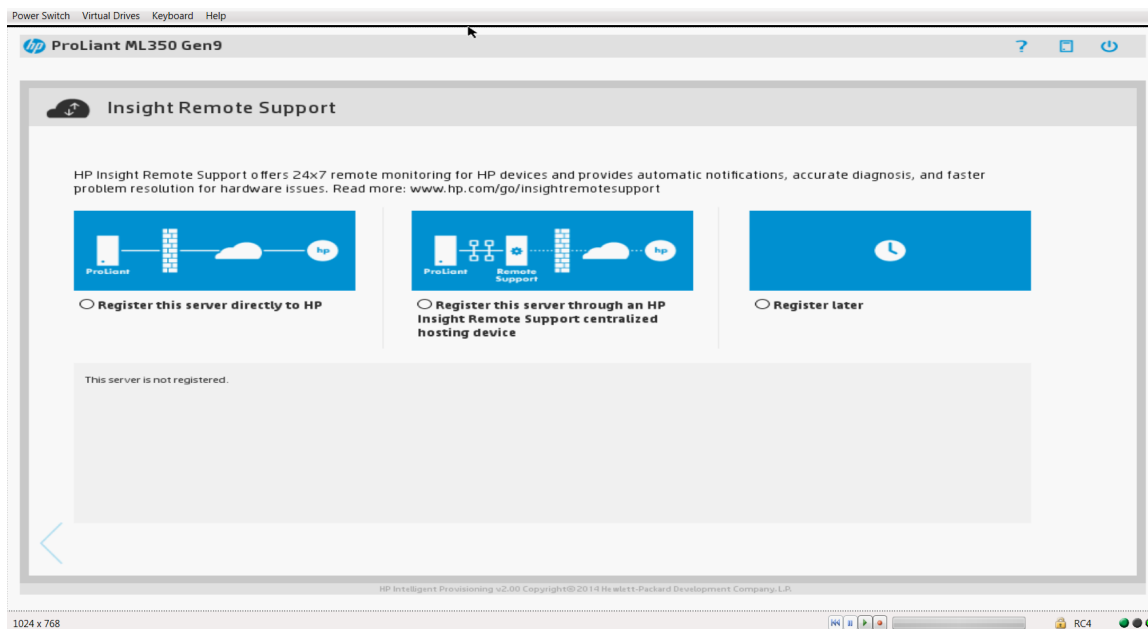 Power Switch Virtual Drives Keyboard Help
hp ProLiant ML350 Gen9 ?
Insight Remote Support
HP Insight Remote Support offers 24x7 remote monitoring for HP devices and provides automatic notifications, accurate diagnosis, and faster
problem resolution for hardware issues. Read more: www.hp.com/go/insightremotesupport
hp
ProLiant
Register this server directly to HP
hp
ProLiant Remote
Support
Register this server through an HP
Insight Remote Support centralized
hosting device
Register later
This server is not registered.
HP Intelligent Provisioning v2.00 Copyright© 2014 Hewlett-Packard Development Company, L.P.
1024 x 768 RC4